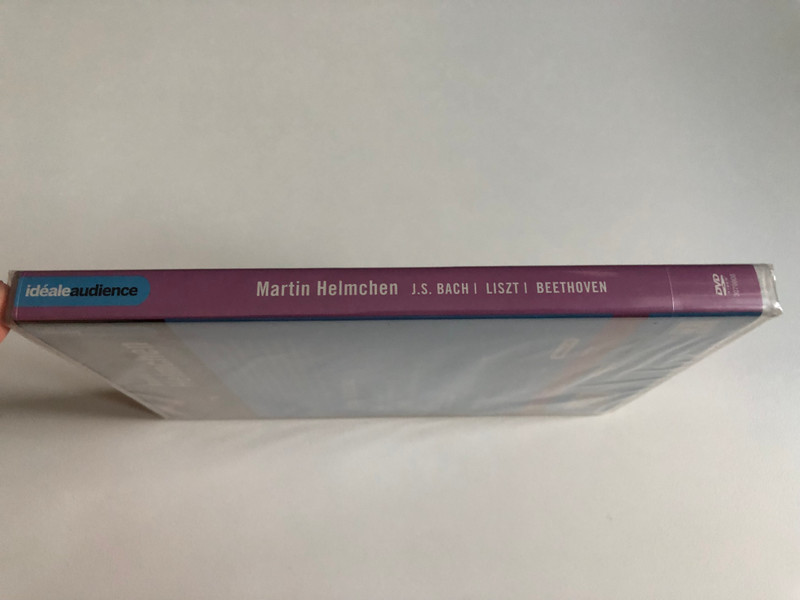 idéaleaudience
Martin Helmchen J.S. BACH | LISZT | BEETHOVEN
DVD